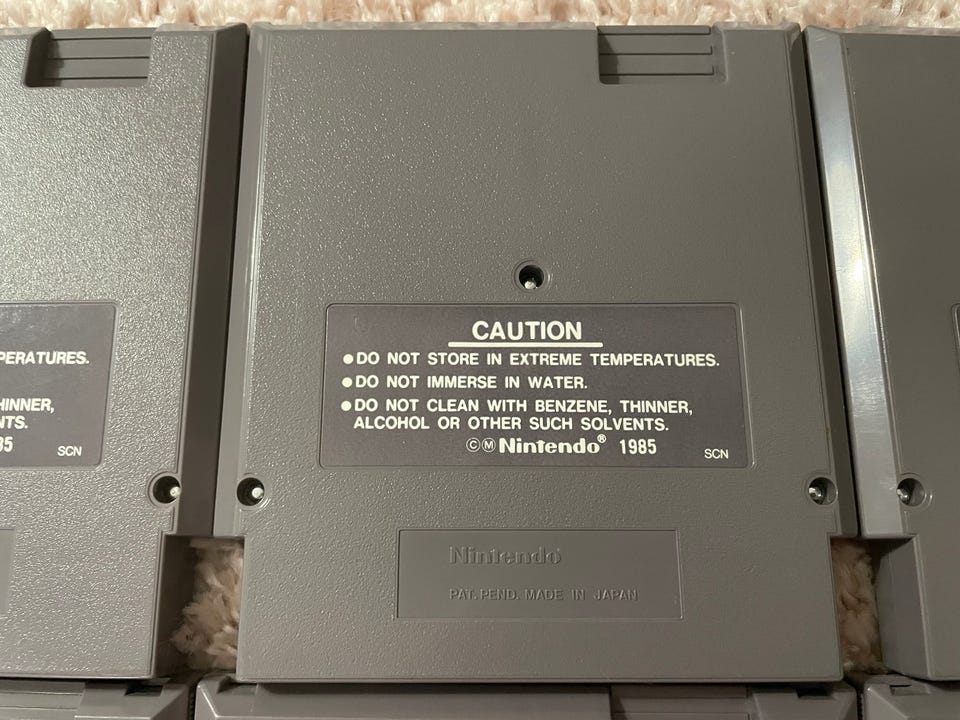 CAUTION
●DO NOT STORE IN EXTREME TEMPERATURES.
●DO NOT IMMERSE IN WATER.
●DO NOT CLEAN WITH BENZENE, THINNER,
ALCOHOL OR OTHER SUCH SOLVENTS.
©Ⓜ Nintendo® 1985
SCN
Nintendo
PAT. PEND. MADE IN JAPAN
PERATURES.
HINNER,
NTS.
85
SCN